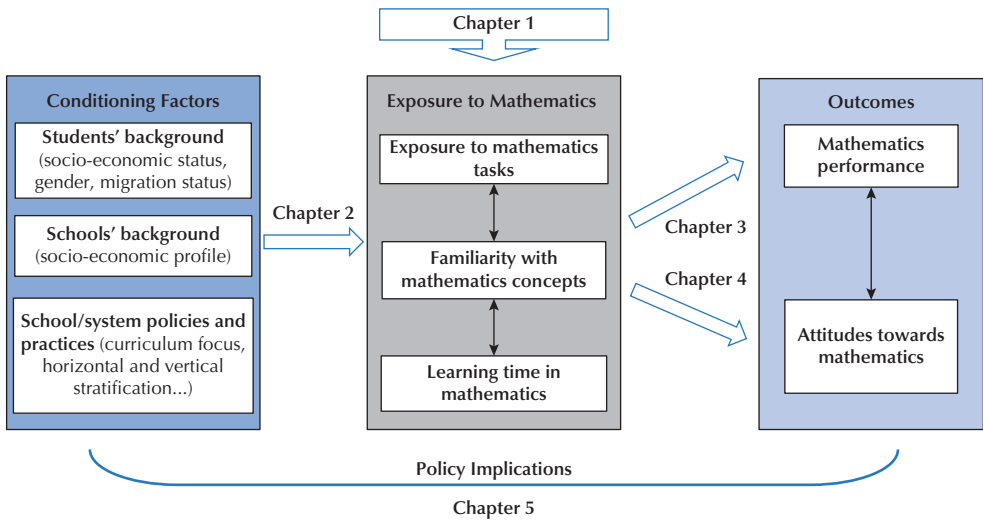 Chapter 1
Conditioning Factors
Students' background
(socio-economic status,
gender, migration status)
Schools' background
(socio-economic profile)
School/system policies and
practices (curriculum focus,
horizontal and vertical
stratification...)
Chapter 2
Exposure to Mathematics
Exposure to mathematics
tasks
Familiarity with
mathematics concepts
Learning time in
mathematics
Chapter 3
Chapter 4
Outcomes
Mathematics
performance
Attitudes towards
mathematics
Policy Implications
Chapter 5